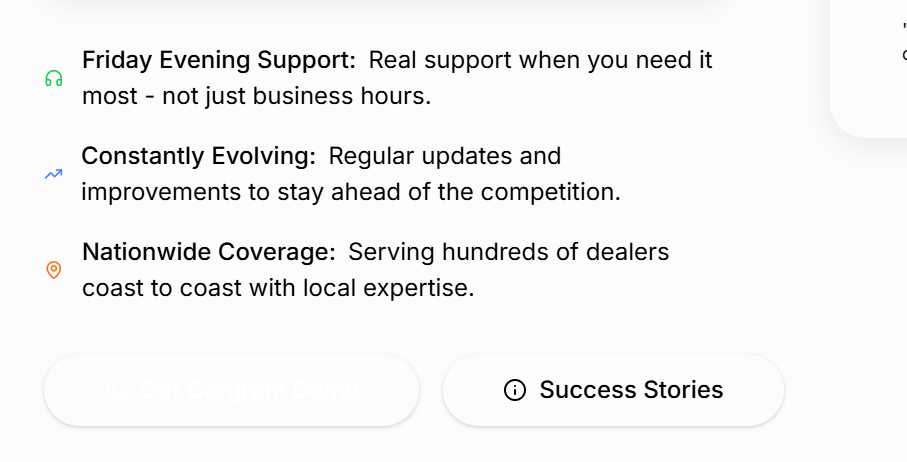 Friday Evening Support: Real support when you need it
most - not just business hours.
Constantly Evolving: Regular updates and
improvements to stay ahead of the competition.
Nationwide Coverage: Serving hundreds of dealers
coast to coast with local expertise.
Get Cargram Demo
Success Stories